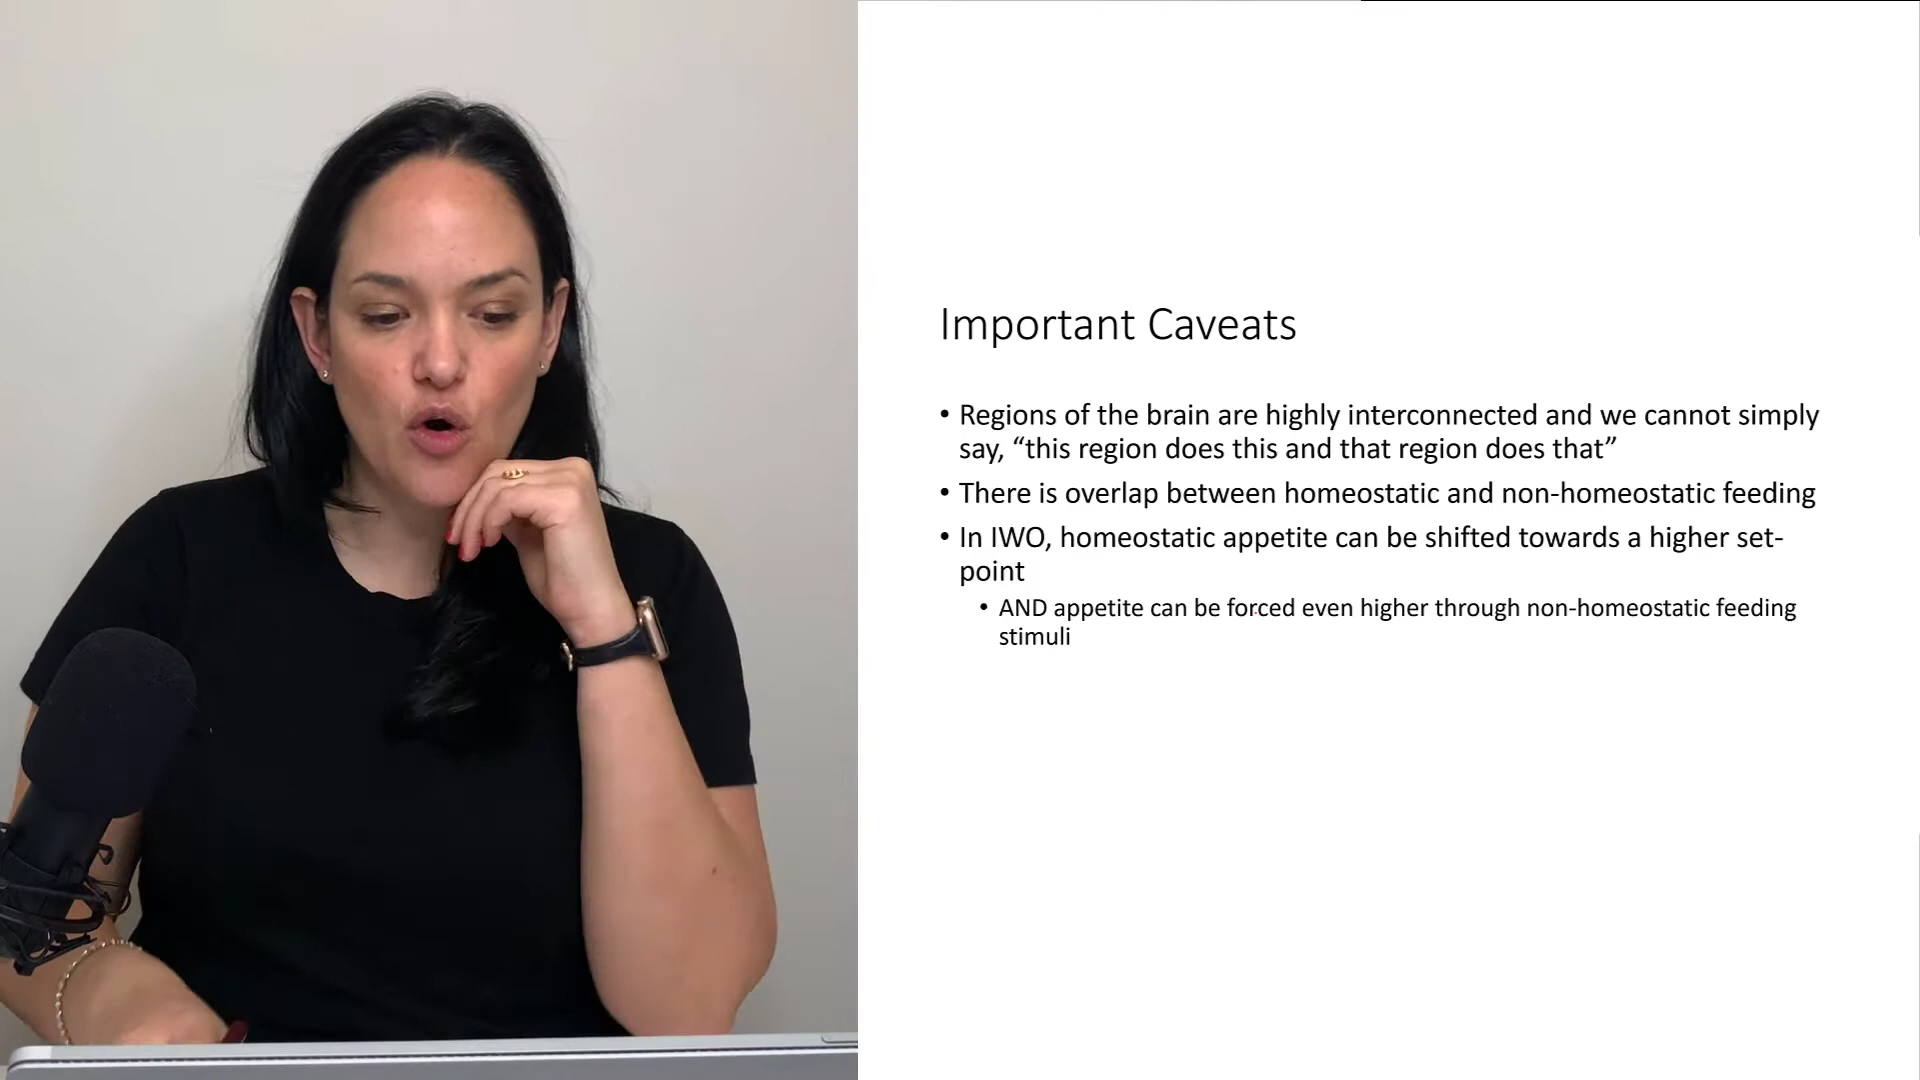 Important Caveats
• Regions of the brain are highly interconnected and we cannot simply
say, “this region does this and that region does that”
• There is overlap between homeostatic and non-homeostatic feeding
• In IWO, homeostatic appetite can be shifted towards a higher set-
point
• AND appetite can be forced even higher through non-homeostatic feeding
stimuli